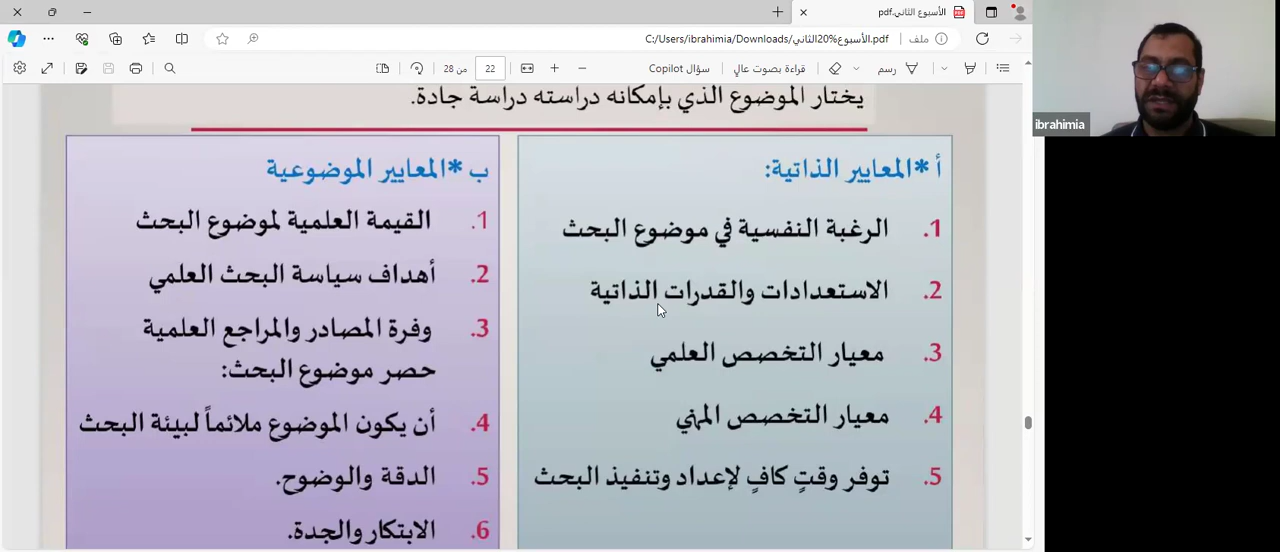 الأسبوع الثاني.pdf
ملف
C:/Users/ibrahimia/Downloads/الأسبوع%20الثاني.pdf
22 من 28
سؤال Copilot
قراءة بصوت عالٍ
رسم
ibrahimia
يختار الموضوع الذي بإمكانه دراسته دراسة جادة.
أ *المعايير الذاتية:
1. الرغبة النفسية في موضوع البحث
2. الاستعدادات والقدرات الذاتية
3. معيار التخصص العلمي
4. معيار التخصص المهني
5. توفر وقتٍ كافٍ لإعداد وتنفيذ البحث
ب *المعايير الموضوعية
1. القيمة العلمية لموضوع البحث
2. أهداف سياسة البحث العلمي
3. وفرة المصادر والمراجع العلمية
حصر موضوع البحث:
4. أن يكون الموضوع ملائماً لبيئة البحث
5. الدقة والوضوح.
6. الابتكار والجدة.